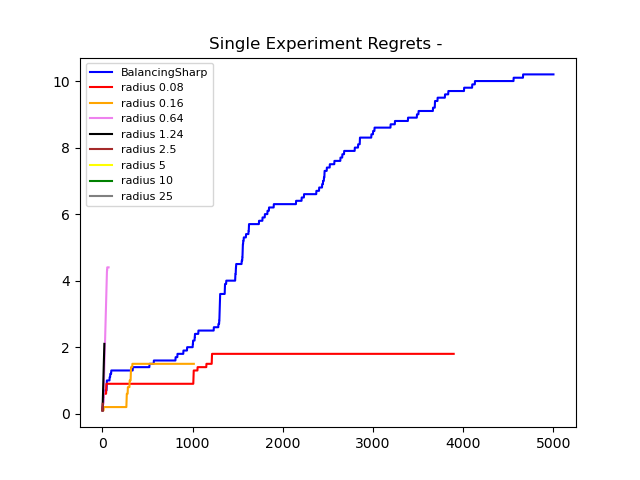 Single Experiment Regrets -
BalancingSharp
radius 0.08
radius 0.16
radius 0.64
radius 1.24
radius 2.5
radius 5
radius 10
radius 25
10
8
6
4
2
0
0 1000 2000 3000 4000 5000